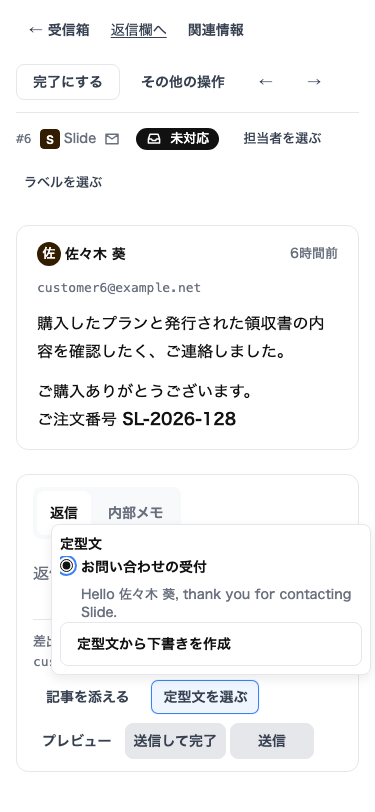 ← 受信箱 返信欄へ 関連情報
完了にする その他の操作 ← →
#6 S Slide 未対応 担当者を選ぶ
ラベルを選ぶ
佐 佐々木 葵 6時間前
customer6@example.net
購入したプランと発行された領収書の内
容を確認したく、ご連絡しました。
ご購入ありがとうございます。
ご注文番号 SL-2026-128
返信 内部メモ
定型文
お問い合わせの受付
Hello 佐々木 葵, thank you for contacting
Slide.
定型文から下書きを作成
記事を添える 定型文を選ぶ
プレビュー 送信して完了 送信